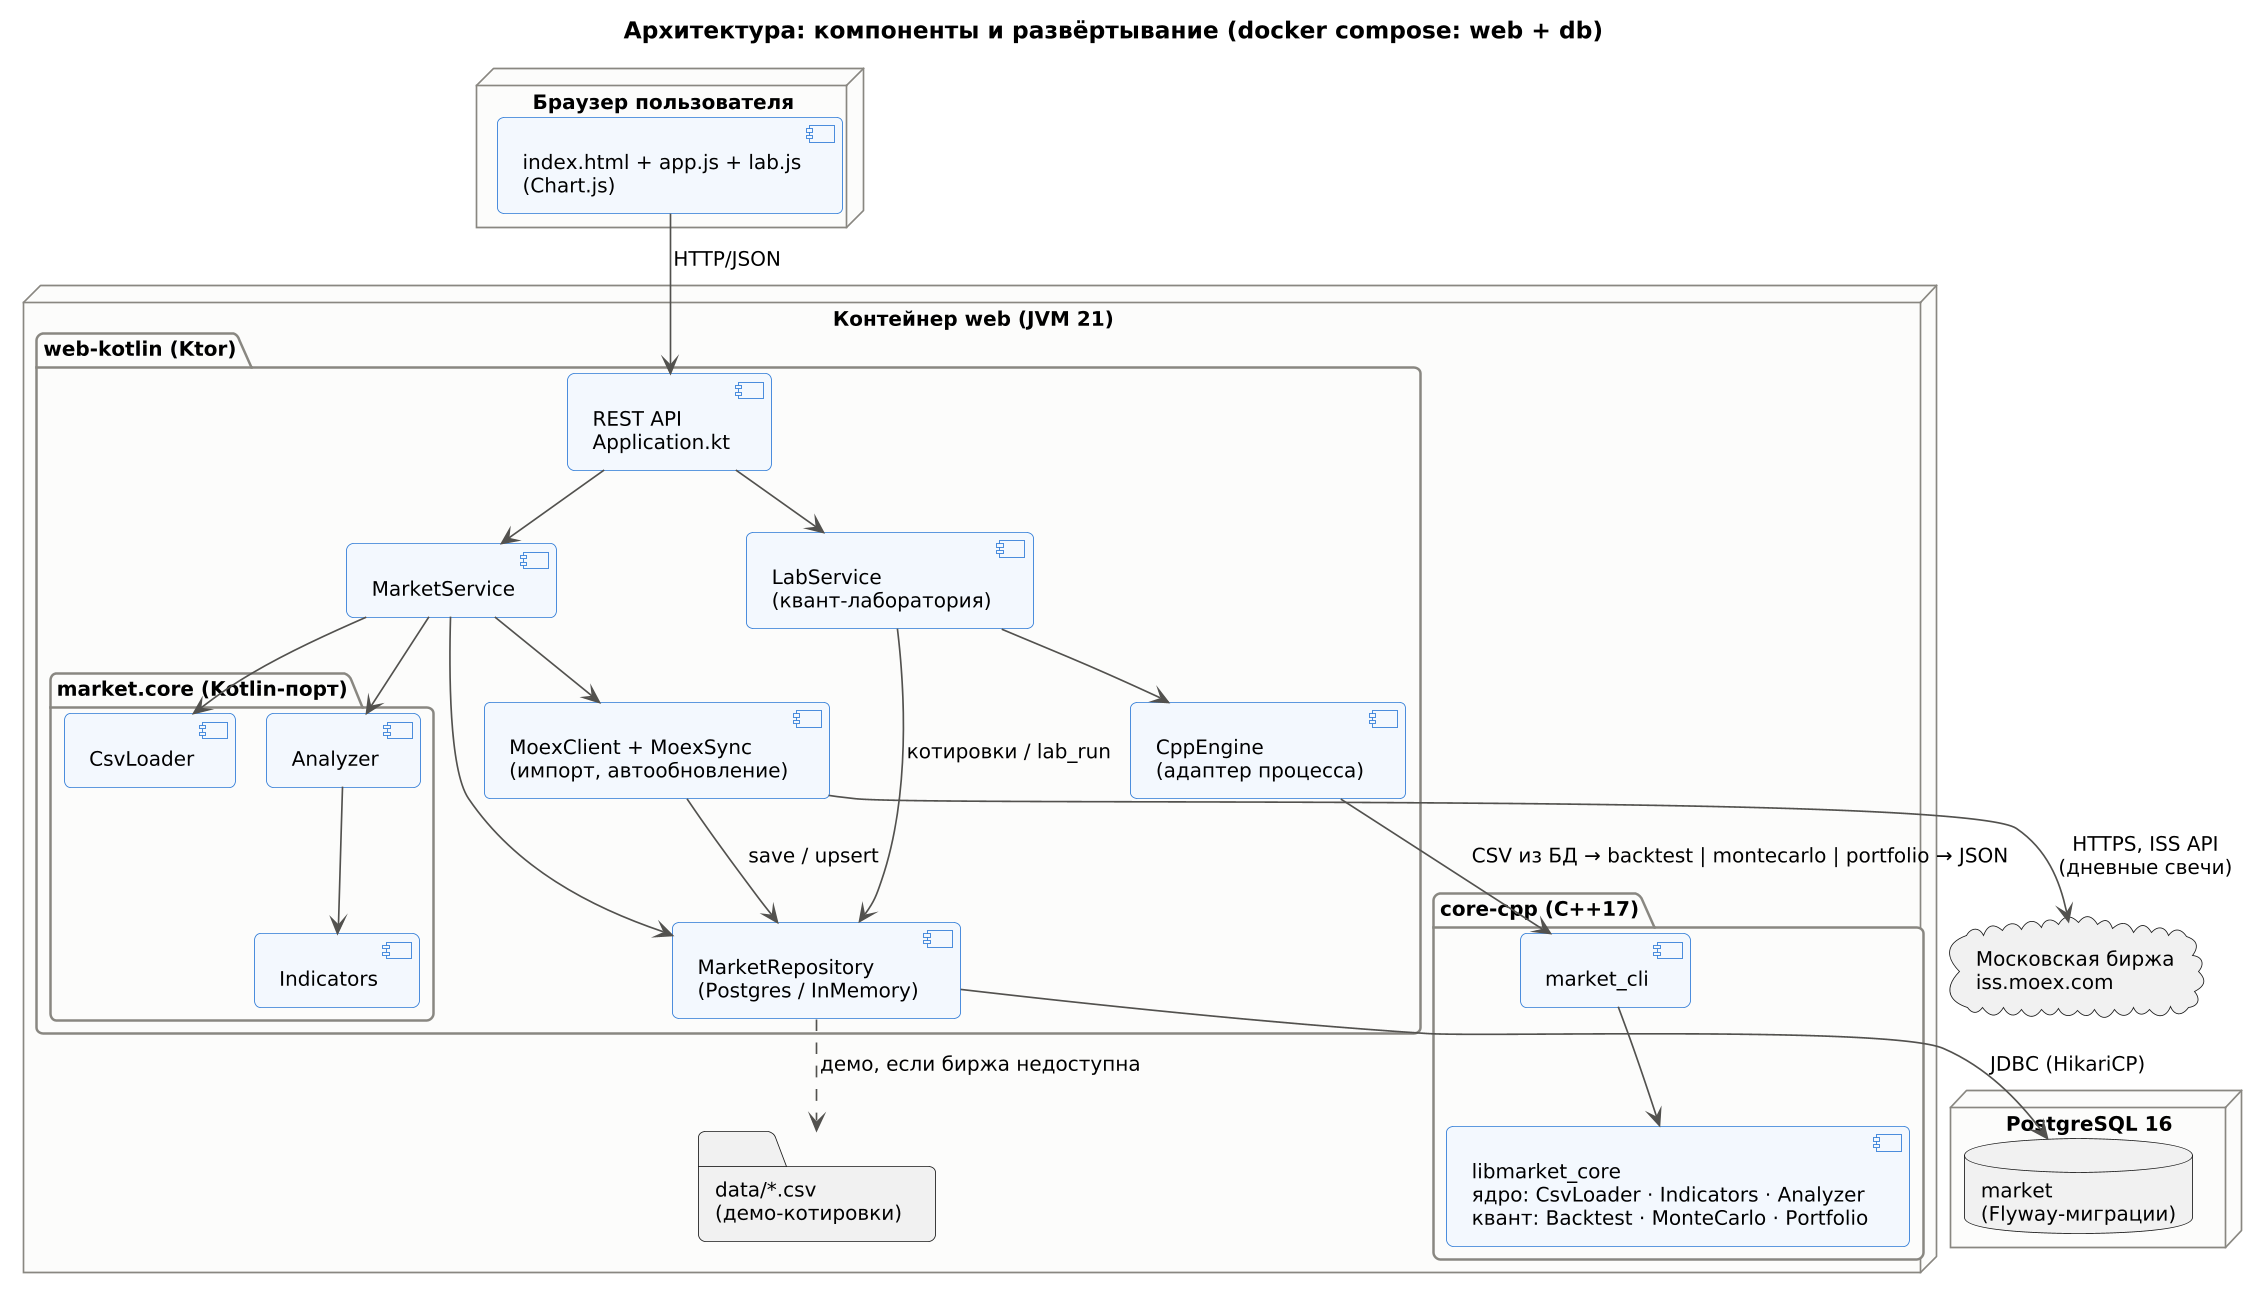 Архитектура: компоненты и развёртывание (docker compose: web + db)
Браузер пользователя
index.html + app.js + lab.js
(Chart.js)
HTTP/JSON
Контейнер web (JVM 21)
web-kotlin (Ktor)
REST API
Application.kt
MarketService
LabService
(квант-лаборатория)
market.core (Kotlin-порт)
CsvLoader
Analyzer
MoexClient + MoexSync
(импорт, автообновление)
котировки / lab_run
CppEngine
(адаптер процесса)
save / upsert
CSV из БД → backtest | montecarlo | portfolio → JSON
HTTPS, ISS API
(дневные свечи)
Indicators
MarketRepository
(Postgres / InMemory)
core-cpp (C++17)
market_cli
Московская биржа
iss.moex.com
демо, если биржа недоступна
JDBC (HikariCP)
data/*.csv
(демо-котировки)
libmarket_core
ядро: CsvLoader · Indicators · Analyzer
квант: Backtest · MonteCarlo · Portfolio
PostgreSQL 16
market
(Flyway-миграции)